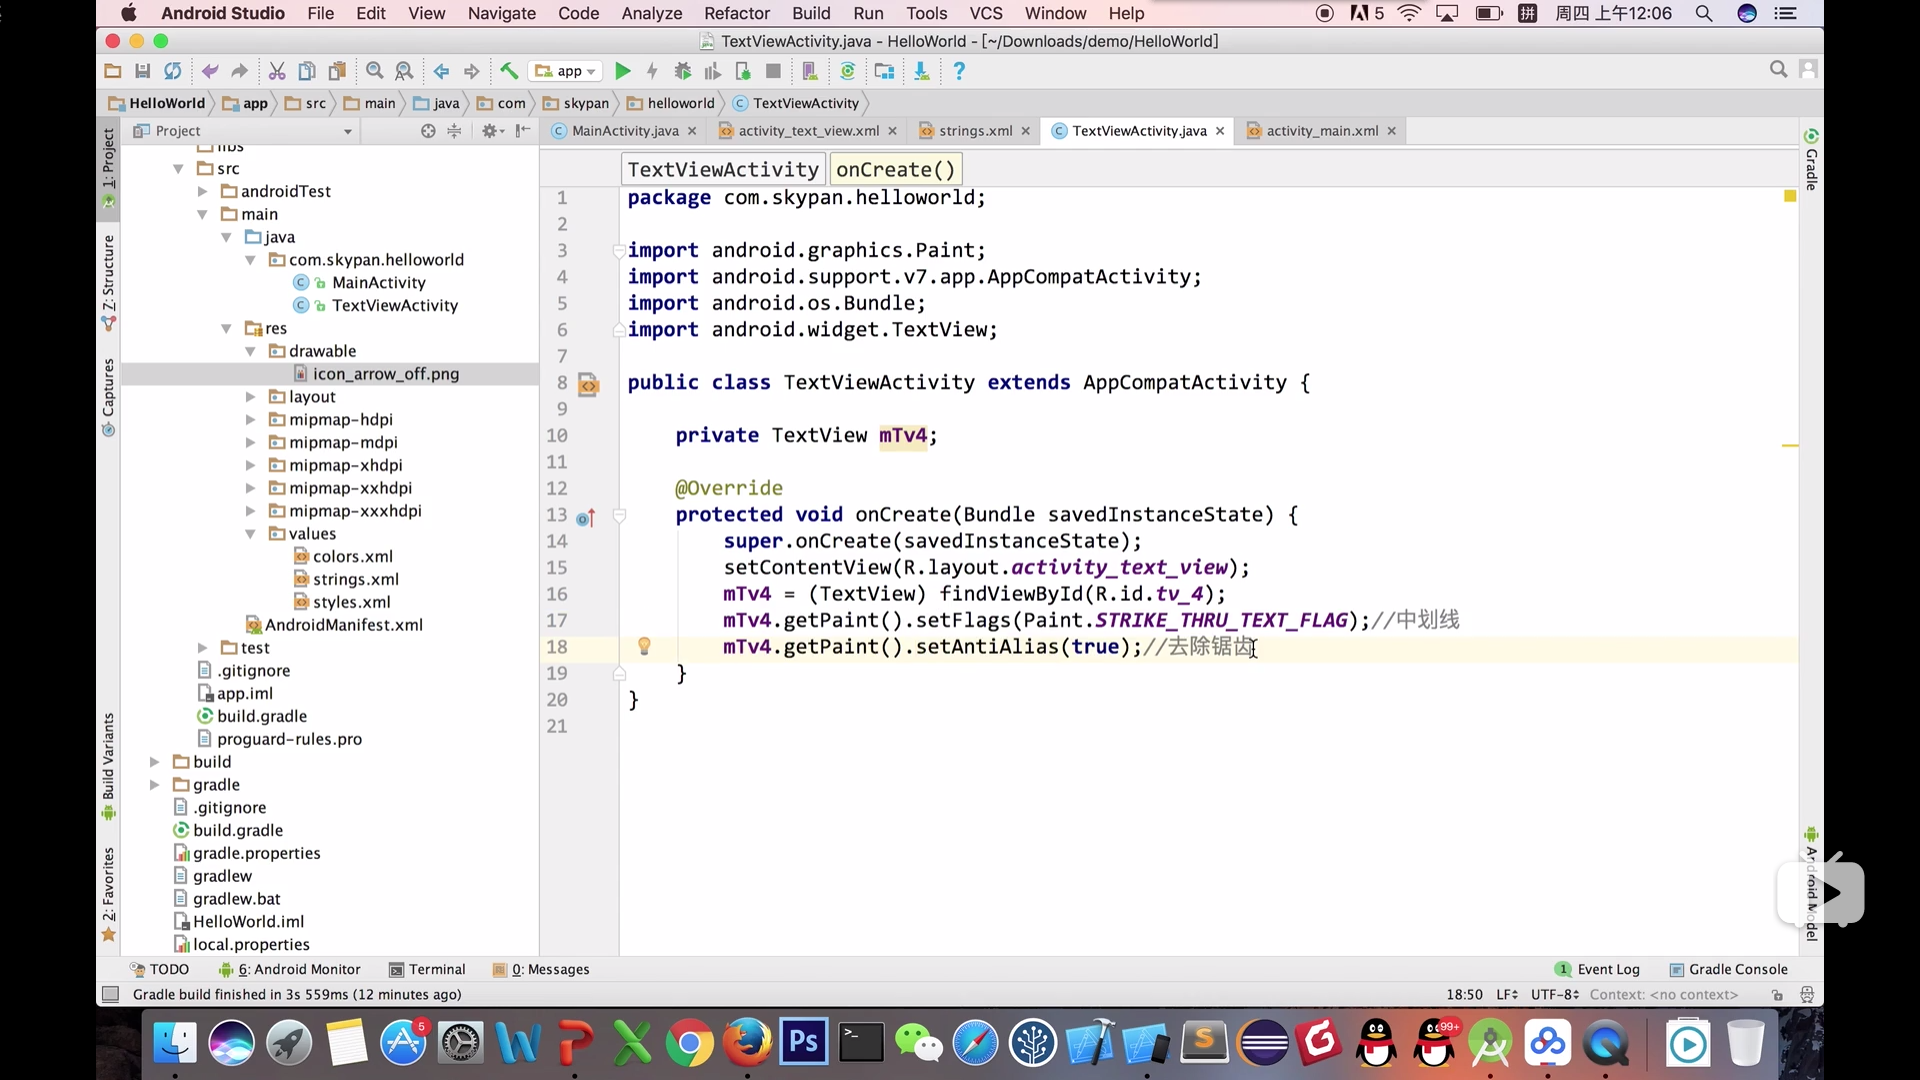 Android Studio File Edit View Navigate Code Analyze Refactor Build Run Tools VCS Window Help 5 拼 周四 上午12:06
TextViewActivity.java - HelloWorld - [~/Downloads/demo/HelloWorld]
app
HelloWorld app src main java com skypan helloworld TextViewActivity
Project
MainActivity.java activity_text_view.xml strings.xml TextViewActivity.java activity_main.xml
1: Project
Z: Structure
Captures
Build Variants
2: Favorites
libs
src
androidTest
main
java
com.skypan.helloworld
MainActivity
TextViewActivity
res
drawable
icon_arrow_off.png
layout
mipmap-hdpi
mipmap-mdpi
mipmap-xhdpi
mipmap-xxhdpi
mipmap-xxxhdpi
values
colors.xml
strings.xml
styles.xml
AndroidManifest.xml
test
.gitignore
app.iml
build.gradle
proguard-rules.pro
build
gradle
.gitignore
build.gradle
gradle.properties
gradlew
gradlew.bat
HelloWorld.iml
local.properties
TextViewActivity onCreate()
1 package com.skypan.helloworld;
2
3 import android.graphics.Paint;
4 import android.support.v7.app.AppCompatActivity;
5 import android.os.Bundle;
6 import android.widget.TextView;
7
8 public class TextViewActivity extends AppCompatActivity {
9
10 private TextView mTv4;
11
12 @Override
13 protected void onCreate(Bundle savedInstanceState) {
14 super.onCreate(savedInstanceState);
15 setContentView(R.layout.activity_text_view);
16 mTv4 = (TextView) findViewById(R.id.tv_4);
17 mTv4.getPaint().setFlags(Paint.STRIKE_THRU_TEXT_FLAG);//中划线
18 mTv4.getPaint().setAntiAlias(true);//去除锯齿
19 }
20 }
21
Gradle
Android Model
TODO 6: Android Monitor Terminal 0: Messages 1 Event Log Gradle Console
Gradle build finished in 3s 559ms (12 minutes ago) 18:50 LF UTF-8 Context: <no context>
5 Ps 99+